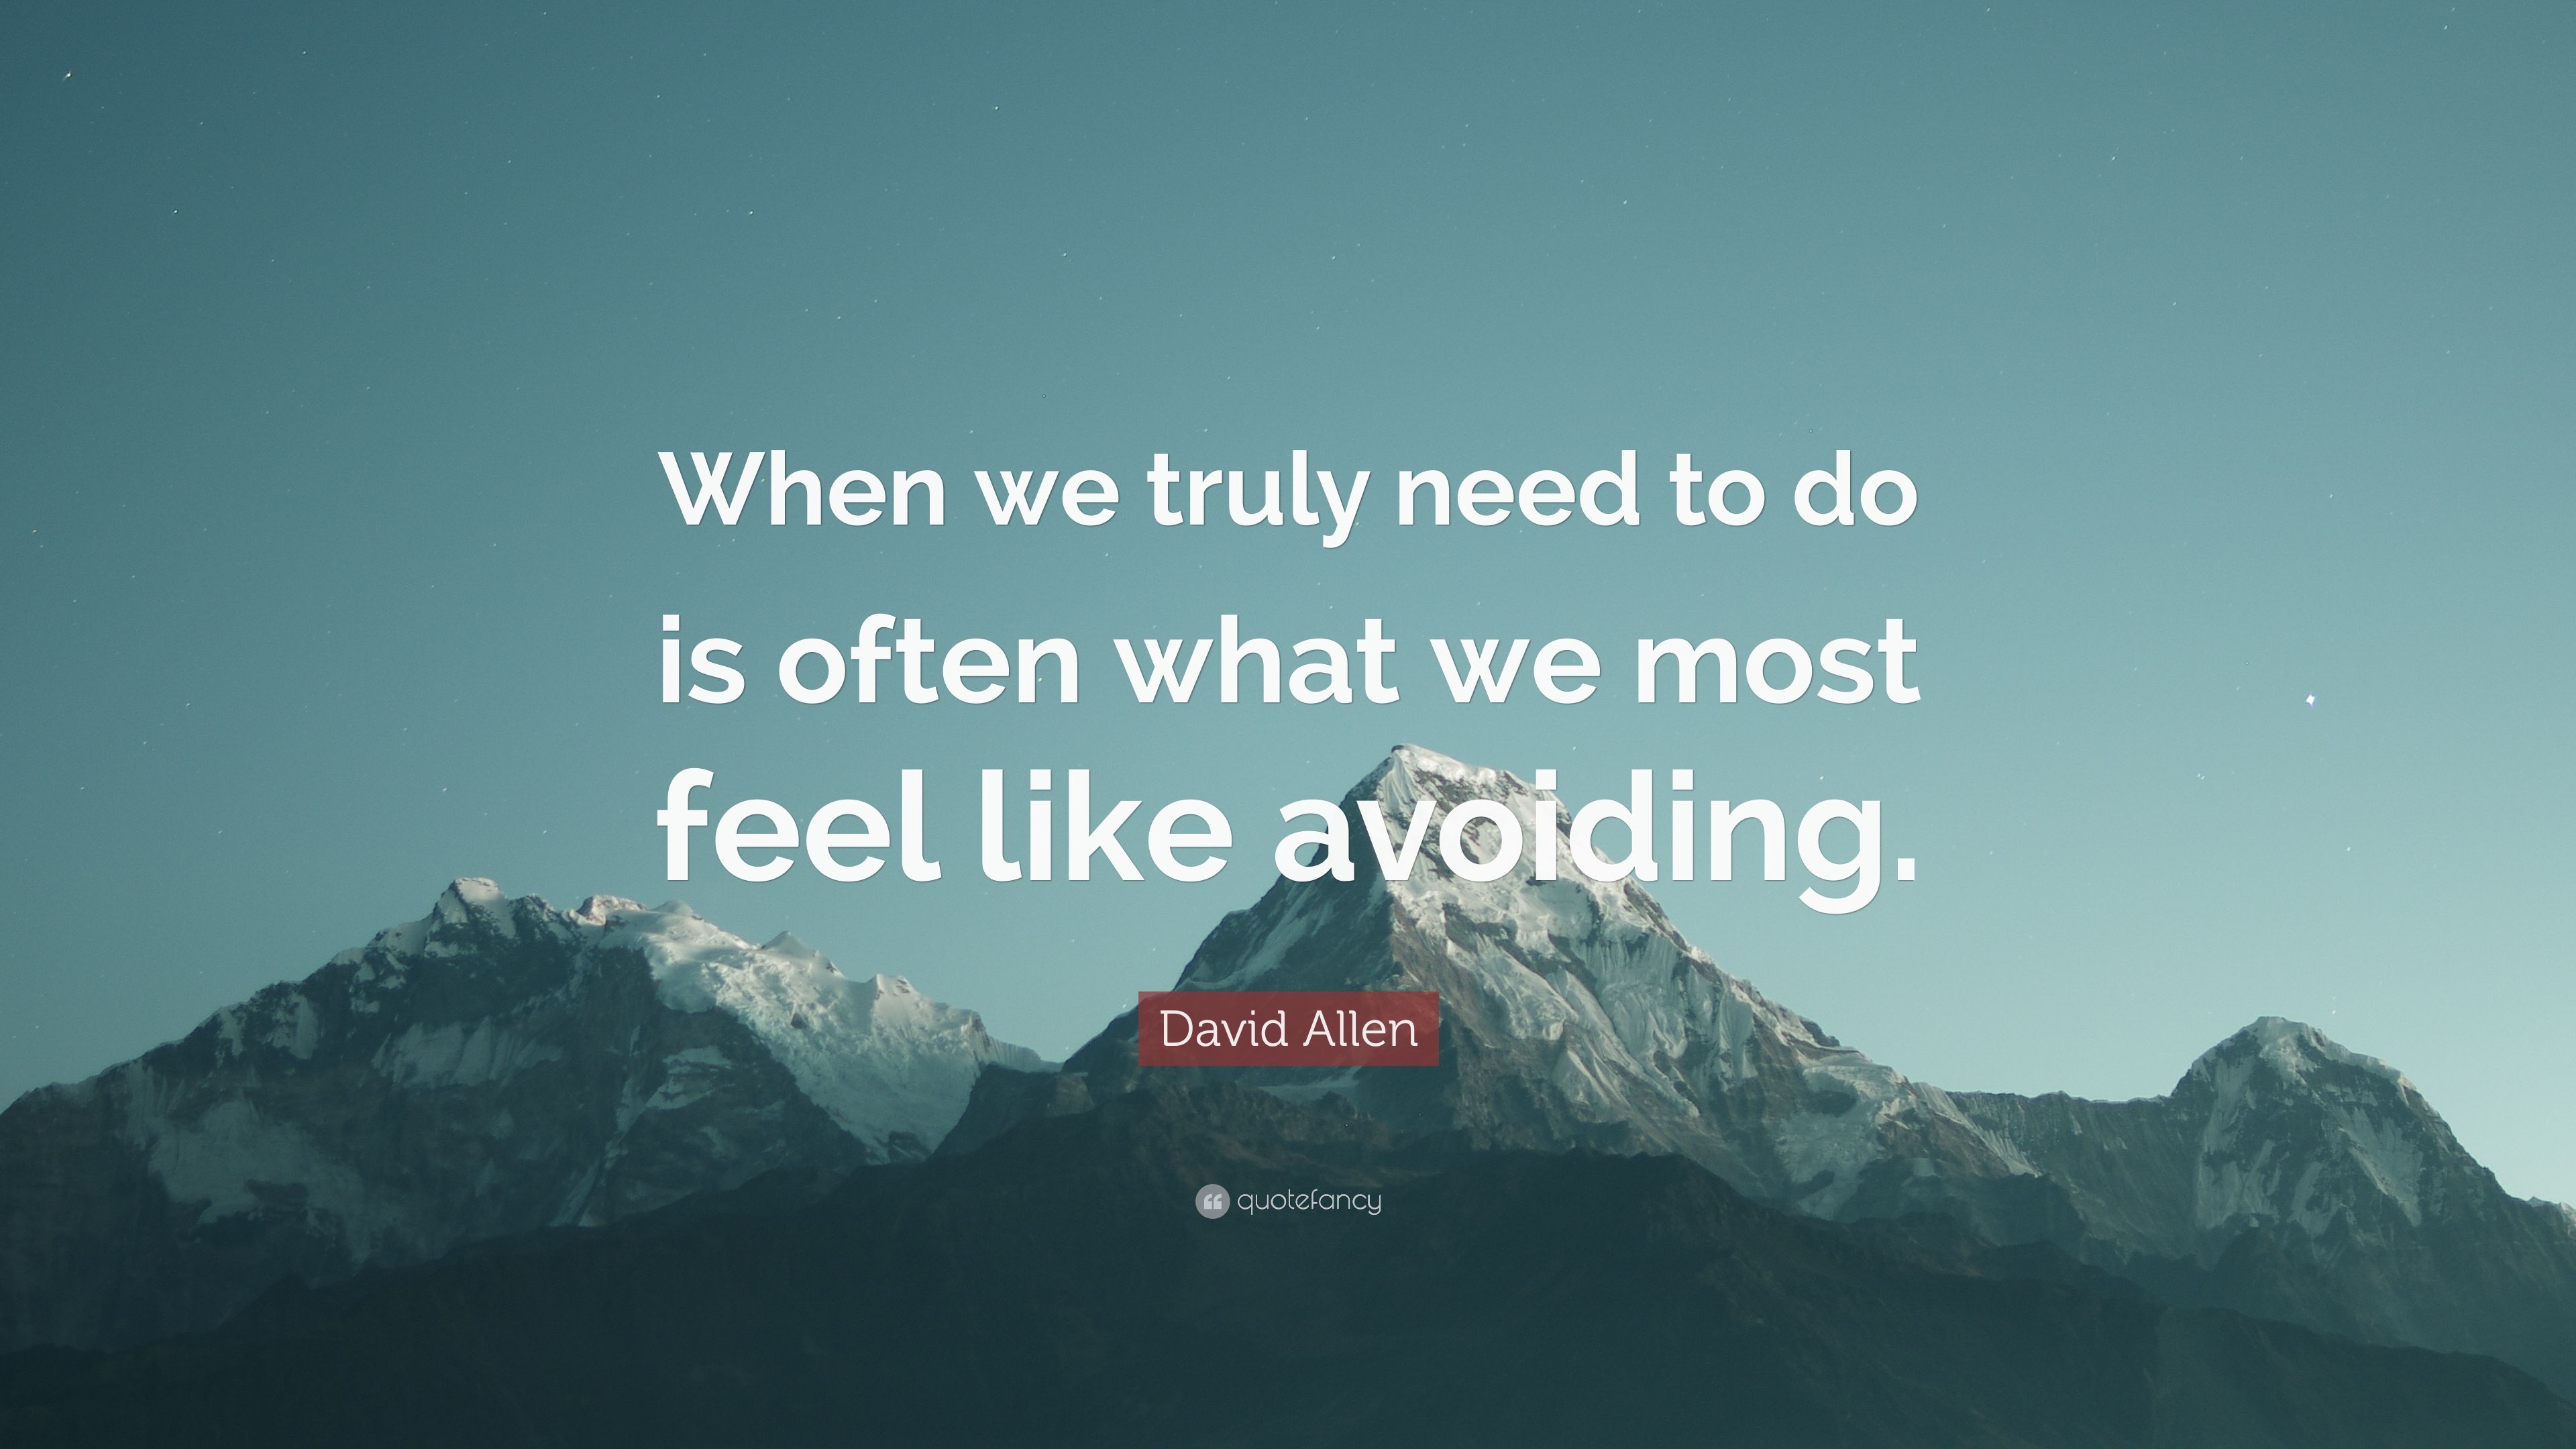 When we truly need to do
is often what we most
feel like avoiding.
David Allen
quotefancy